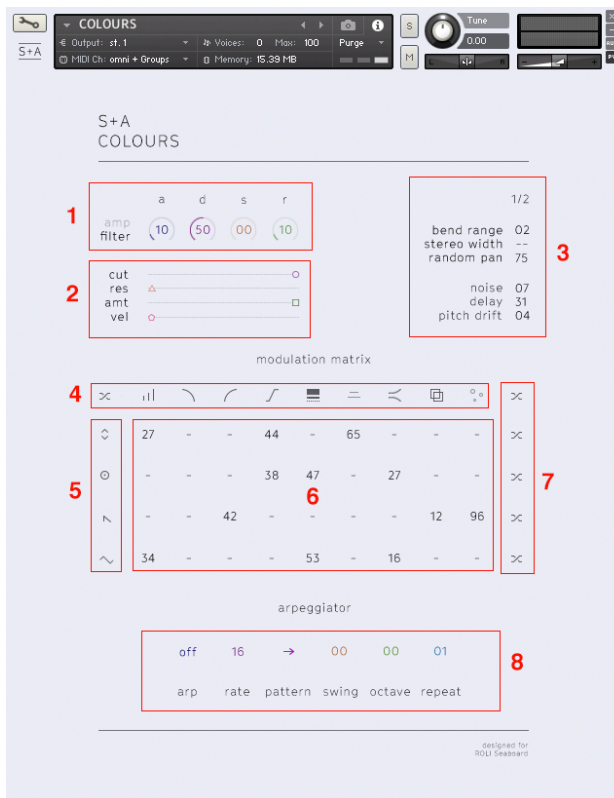 COLOURS
S
Tune
0.00
Output: st.1
Voices: 0 Max: 100
Purge
MIDI Ch: omni + Groups
Memory: 15.39 MB
M
L
R
S+A
S+A
COLOURS
1
a d s r
amp
filter
10 50 00 10
2
cut
res
amt
vel
3
1/2
bend range 02
stereo width --
random pan 75
noise 07
delay 31
pitch drift 04
modulation matrix
4
5
6
7
27 - - 44 - 65 - - -
- - - 38 47 - 27 - -
- - 42 - - - - 12 96
34 - - - 53 - 16 - -
arpeggiator
8
off 16 → 00 00 01
arp rate pattern swing octave repeat
designed for
ROLI Seaboard